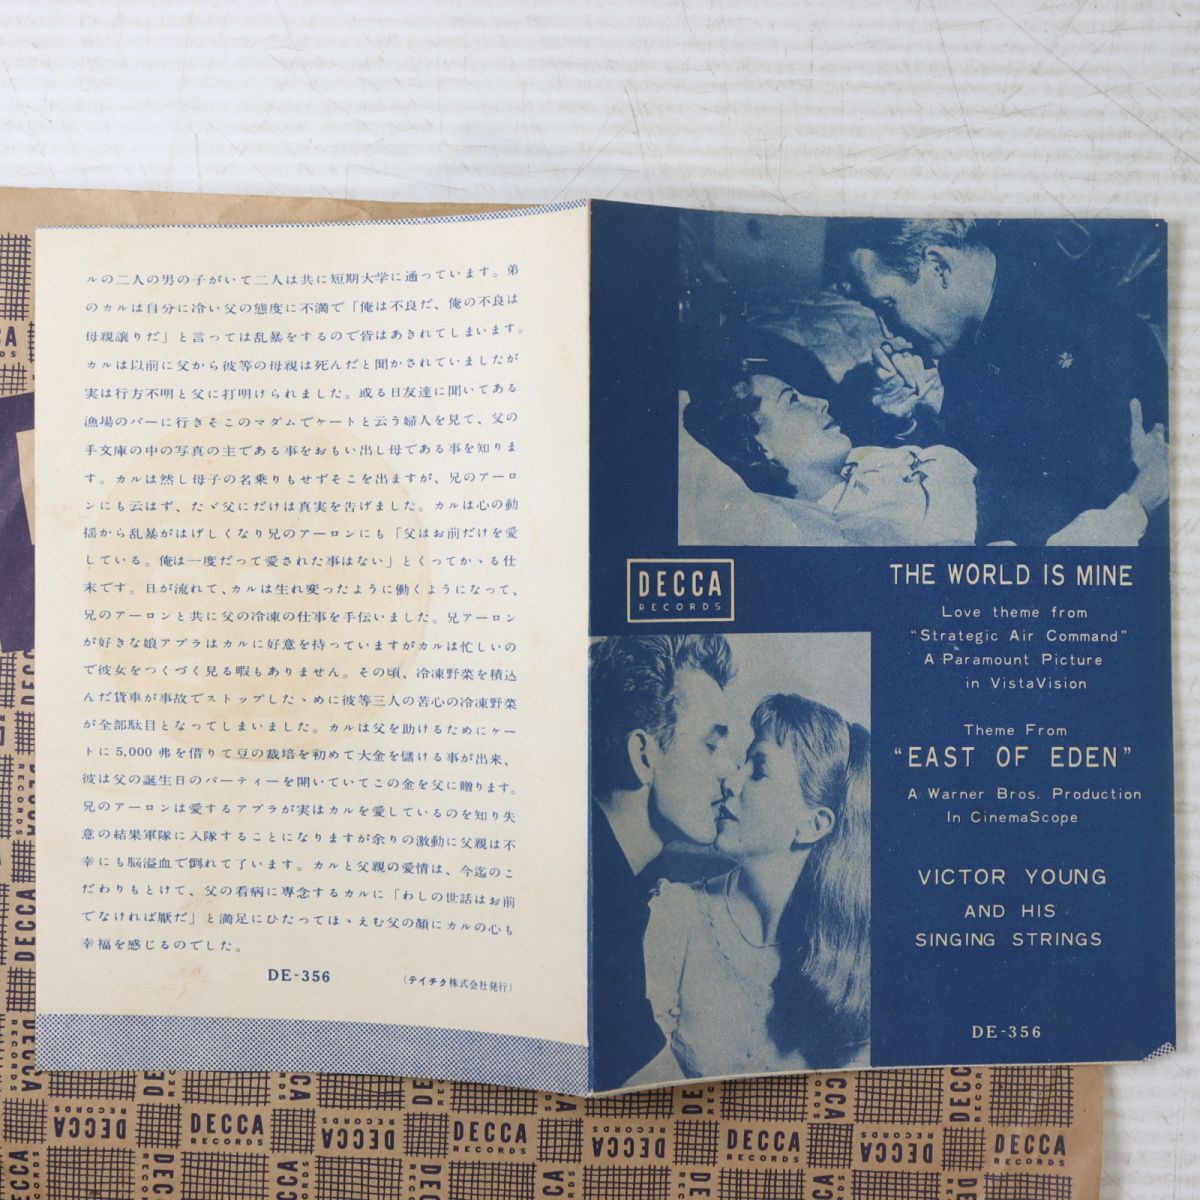 ルの二人の男の子がいて二人は共に短期大学に通っています。弟
のカルは自分に冷い父の態度に不満で「俺は不良だ、俺の不良は
母親譲りだ」と言っては乱暴をするので皆はあきれてしまいます。
カルは以前に父から彼等の母親は死んだと聞かされていましたが
実は行方不明と父に打明けられました。或る日友達に聞いてある
漁場のバーに行きそこのマダムでケートと云う婦人を見て、父の
手文庫の中の写真の主である事をおもい出し母である事を知りま
す。カルは然し母子の名乗りもせずそこを出ますが、兄のアーロ
ンにも云はず、たゞ父にだけは真実を告げました。カルは心の動
揺から乱暴がはげしくなり兄のアーロンにも「父はお前だけを愛
している。俺は一度だって愛された事はない」とくってかゝる仕
末です。日が流れて、カルは生れ変ったように働くようになって、
兄のアーロンと共に父の冷凍の仕事を手伝いました。兄アーロン
が好きな娘アブラはカルに好意を持っていますがカルは忙しいの
で彼女をつくづく見る暇もありません。その頃、冷凍野菜を積込
んだ貨車が事故でストップしたゝめに彼等三人の苦心の冷凍野菜
が全部駄目となってしまいました。カルは父を助けるためにケー
トに 5,000 弗を借りて豆の栽培を初めて大金を儲ける事が出来、
彼は父の誕生日のパーティーを開いていてこの金を父に贈ります。
兄のアーロンは愛するアブラが実はカルを愛しているのを知り失
意の結果軍隊に入隊することになりますが余りの激動に父親は不
幸にも脳溢血で倒れて了います。カルと父親の愛情は、今迄のこ
だわりもとけて、父の看病に専念するカルに「わしの世話はお前
でなければ厭だ」と満足にひたってほゝえむ父の顔にカルの心も
幸福を感じるのでした。
DE-356
(テイチク株式会社発行)
DECCA
RECORDS
THE WORLD IS MINE
Love theme from
"Strategic Air Command"
A Paramount Picture
in VistaVision
Theme From
"EAST OF EDEN"
A Warner Bros. Production
In CinemaScope
VICTOR YOUNG
AND HIS
SINGING STRINGS
DE-356
DECCA
RECORDS
DECCA
RECORDS
DECCA
RECORDS
DECCA
RECORDS
DECCA
RECORDS
DECCA
RECORDS
DECCA
RECORDS
DECCA
RECORDS